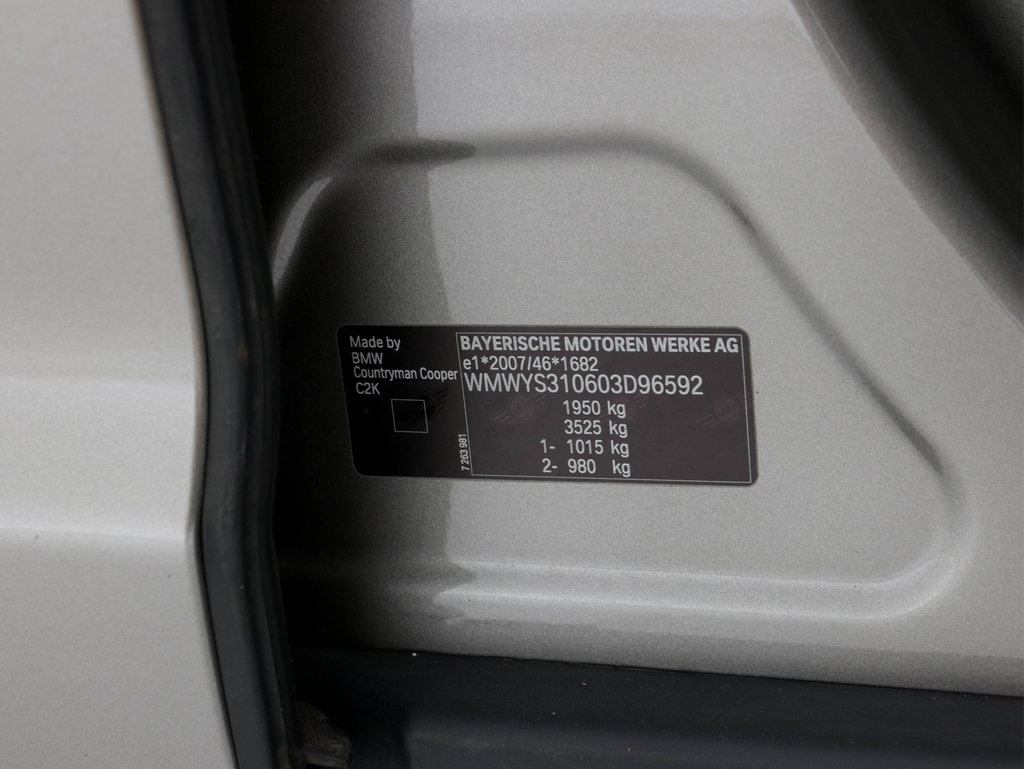 Made by
BMW
Countryman Cooper
C2K
7 263 981
BAYERISCHE MOTOREN WERKE AG
e1*2007/46*1682
WMWYS310603D96592
1950 kg
3525 kg
1- 1015 kg
2- 980 kg